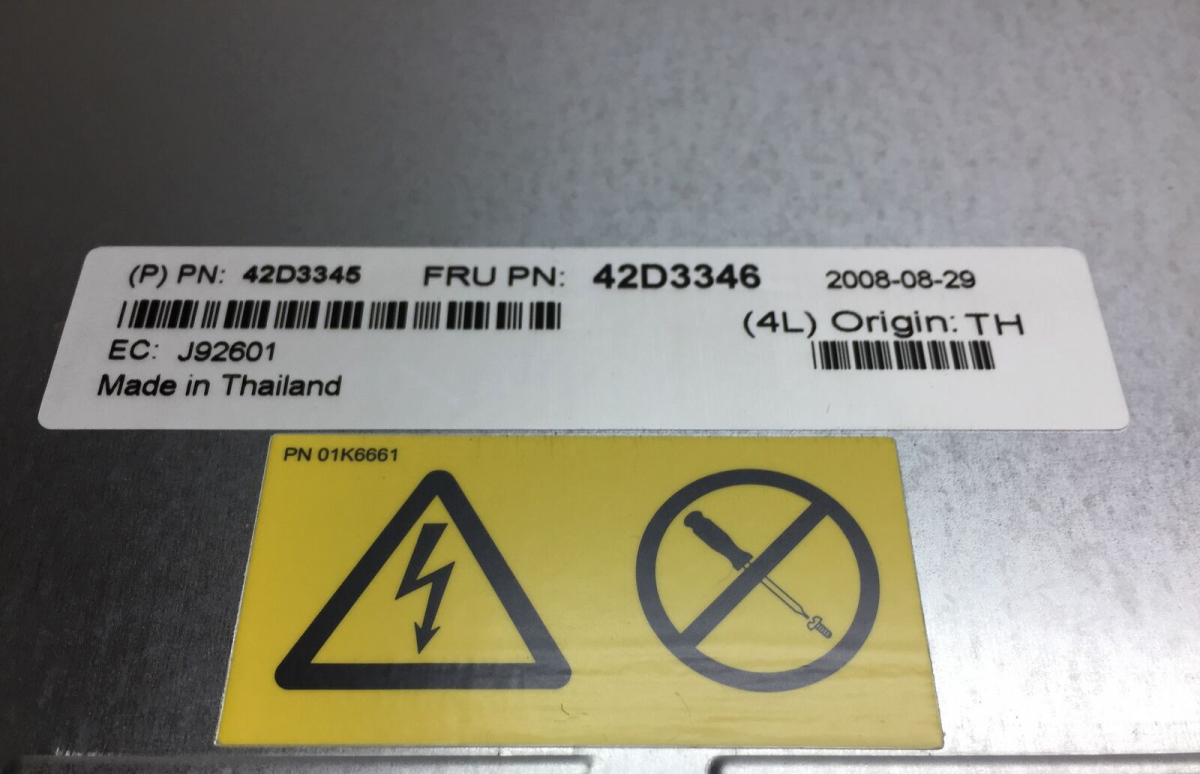 (P) PN: 42D3345 FRU PN: 42D3346 2008-08-29
(4L) Origin: TH
EC: J92601
Made in Thailand
PN 01K6661